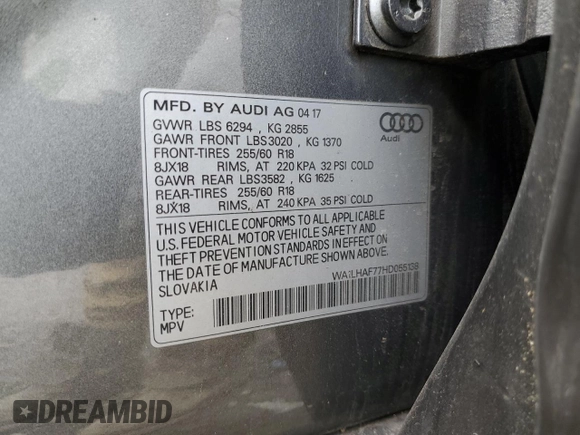 MFD. BY AUDI AG 04 17
GVWR LBS 6294 , KG 2855
GAWR FRONT LBS3020 , KG 1370
FRONT-TIRES 255/60 R18
8JX18 RIMS, AT 220 KPA 32 PSI COLD
GAWR REAR LBS3582 , KG 1625
REAR-TIRES 255/60 R18
8JX18 RIMS, AT 240 KPA 35 PSI COLD
Audi
THIS VEHICLE CONFORMS TO ALL APPLICABLE
U.S. FEDERAL MOTOR VEHICLE SAFETY AND
THEFT PREVENTION STANDARDS IN EFFECT ON
THE DATE OF MANUFACTURE SHOWN ABOVE.
SLOVAKIA
TYPE:
MPV
DREAMBID